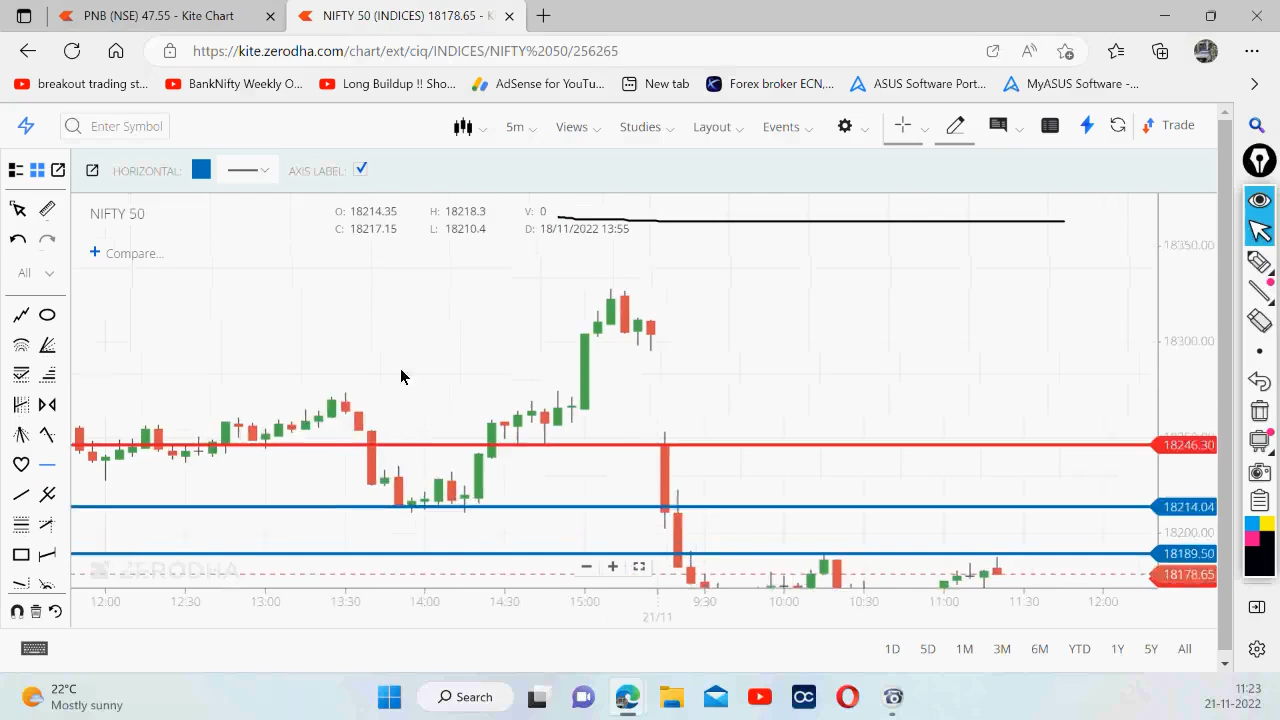 PNB (NSE) 47.55 - Kite Chart
NIFTY 50 (INDICES) 18178.65 - K
https://kite.zerodha.com/chart/ext/ciq/INDICES/NIFTY%2050/256265
breakout trading st...
BankNifty Weekly O...
Long Buildup !! Sho...
AdSense for YouTu...
New tab
Forex broker ECN,...
ASUS Software Port...
MyASUS Software -...
Enter Symbol
5m
Views
Studies
Layout
Events
Trade
HORIZONTAL:
AXIS LABEL:
NIFTY 50
O: 18214.35 H: 18218.3 V: 0
C: 18217.15 L: 18210.4 D: 18/11/2022 13:55
+ Compare...
All
18350.00
18300.00
18246.30
18214.04
18200.00
18189.50
18178.65
ZERODHA
12:00 12:30 13:00 13:30 14:00 14:30 15:00 9:30 10:00 10:30 11:00 11:30 12:00
21/11
1D 5D 1M 3M 6M YTD 1Y 5Y All
22°C
Mostly sunny
Search
11:23
21-11-2022